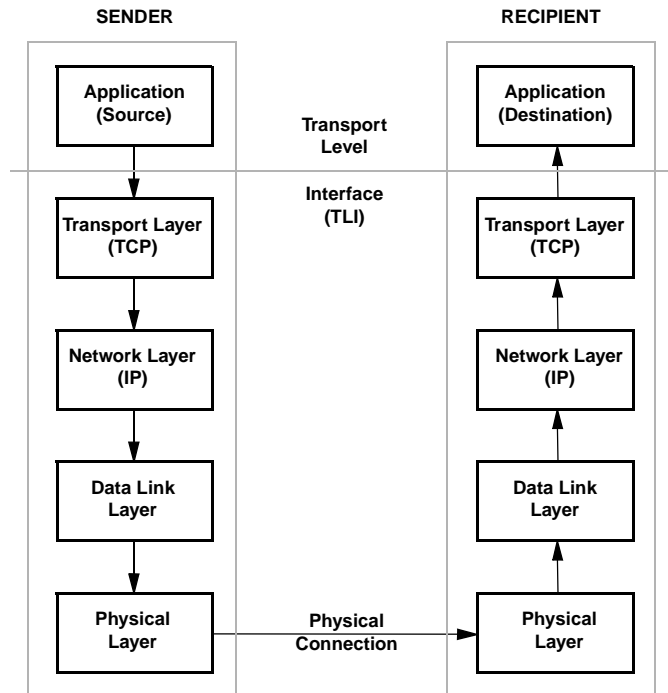 SENDER
RECIPIENT
Application
(Source)
Application
(Destination)
Transport
Level
Interface
(TLI)
Transport Layer
(TCP)
Transport Layer
(TCP)
Network Layer
(IP)
Network Layer
(IP)
Data Link
Layer
Data Link
Layer
Physical
Layer
Physical
Connection
Physical
Layer